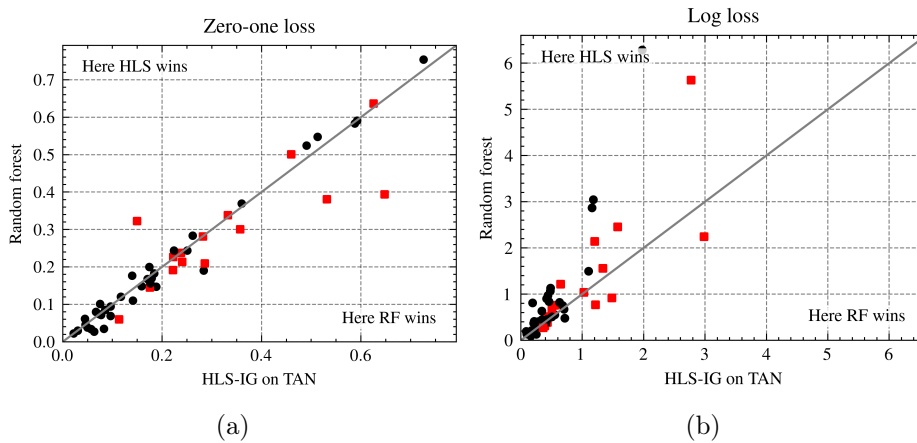 Zero-one loss
Here HLS wins
0.7
0.6
0.5
0.4
0.3
0.2
0.1
0.0
Random forest
Here RF wins
0.0 0.2 0.4 0.6
HLS-IG on TAN
(a)
Log loss
Here HLS wins
6
5
4
3
2
1
0
Random forest
Here RF wins
0 1 2 3 4 5 6
HLS-IG on TAN
(b)